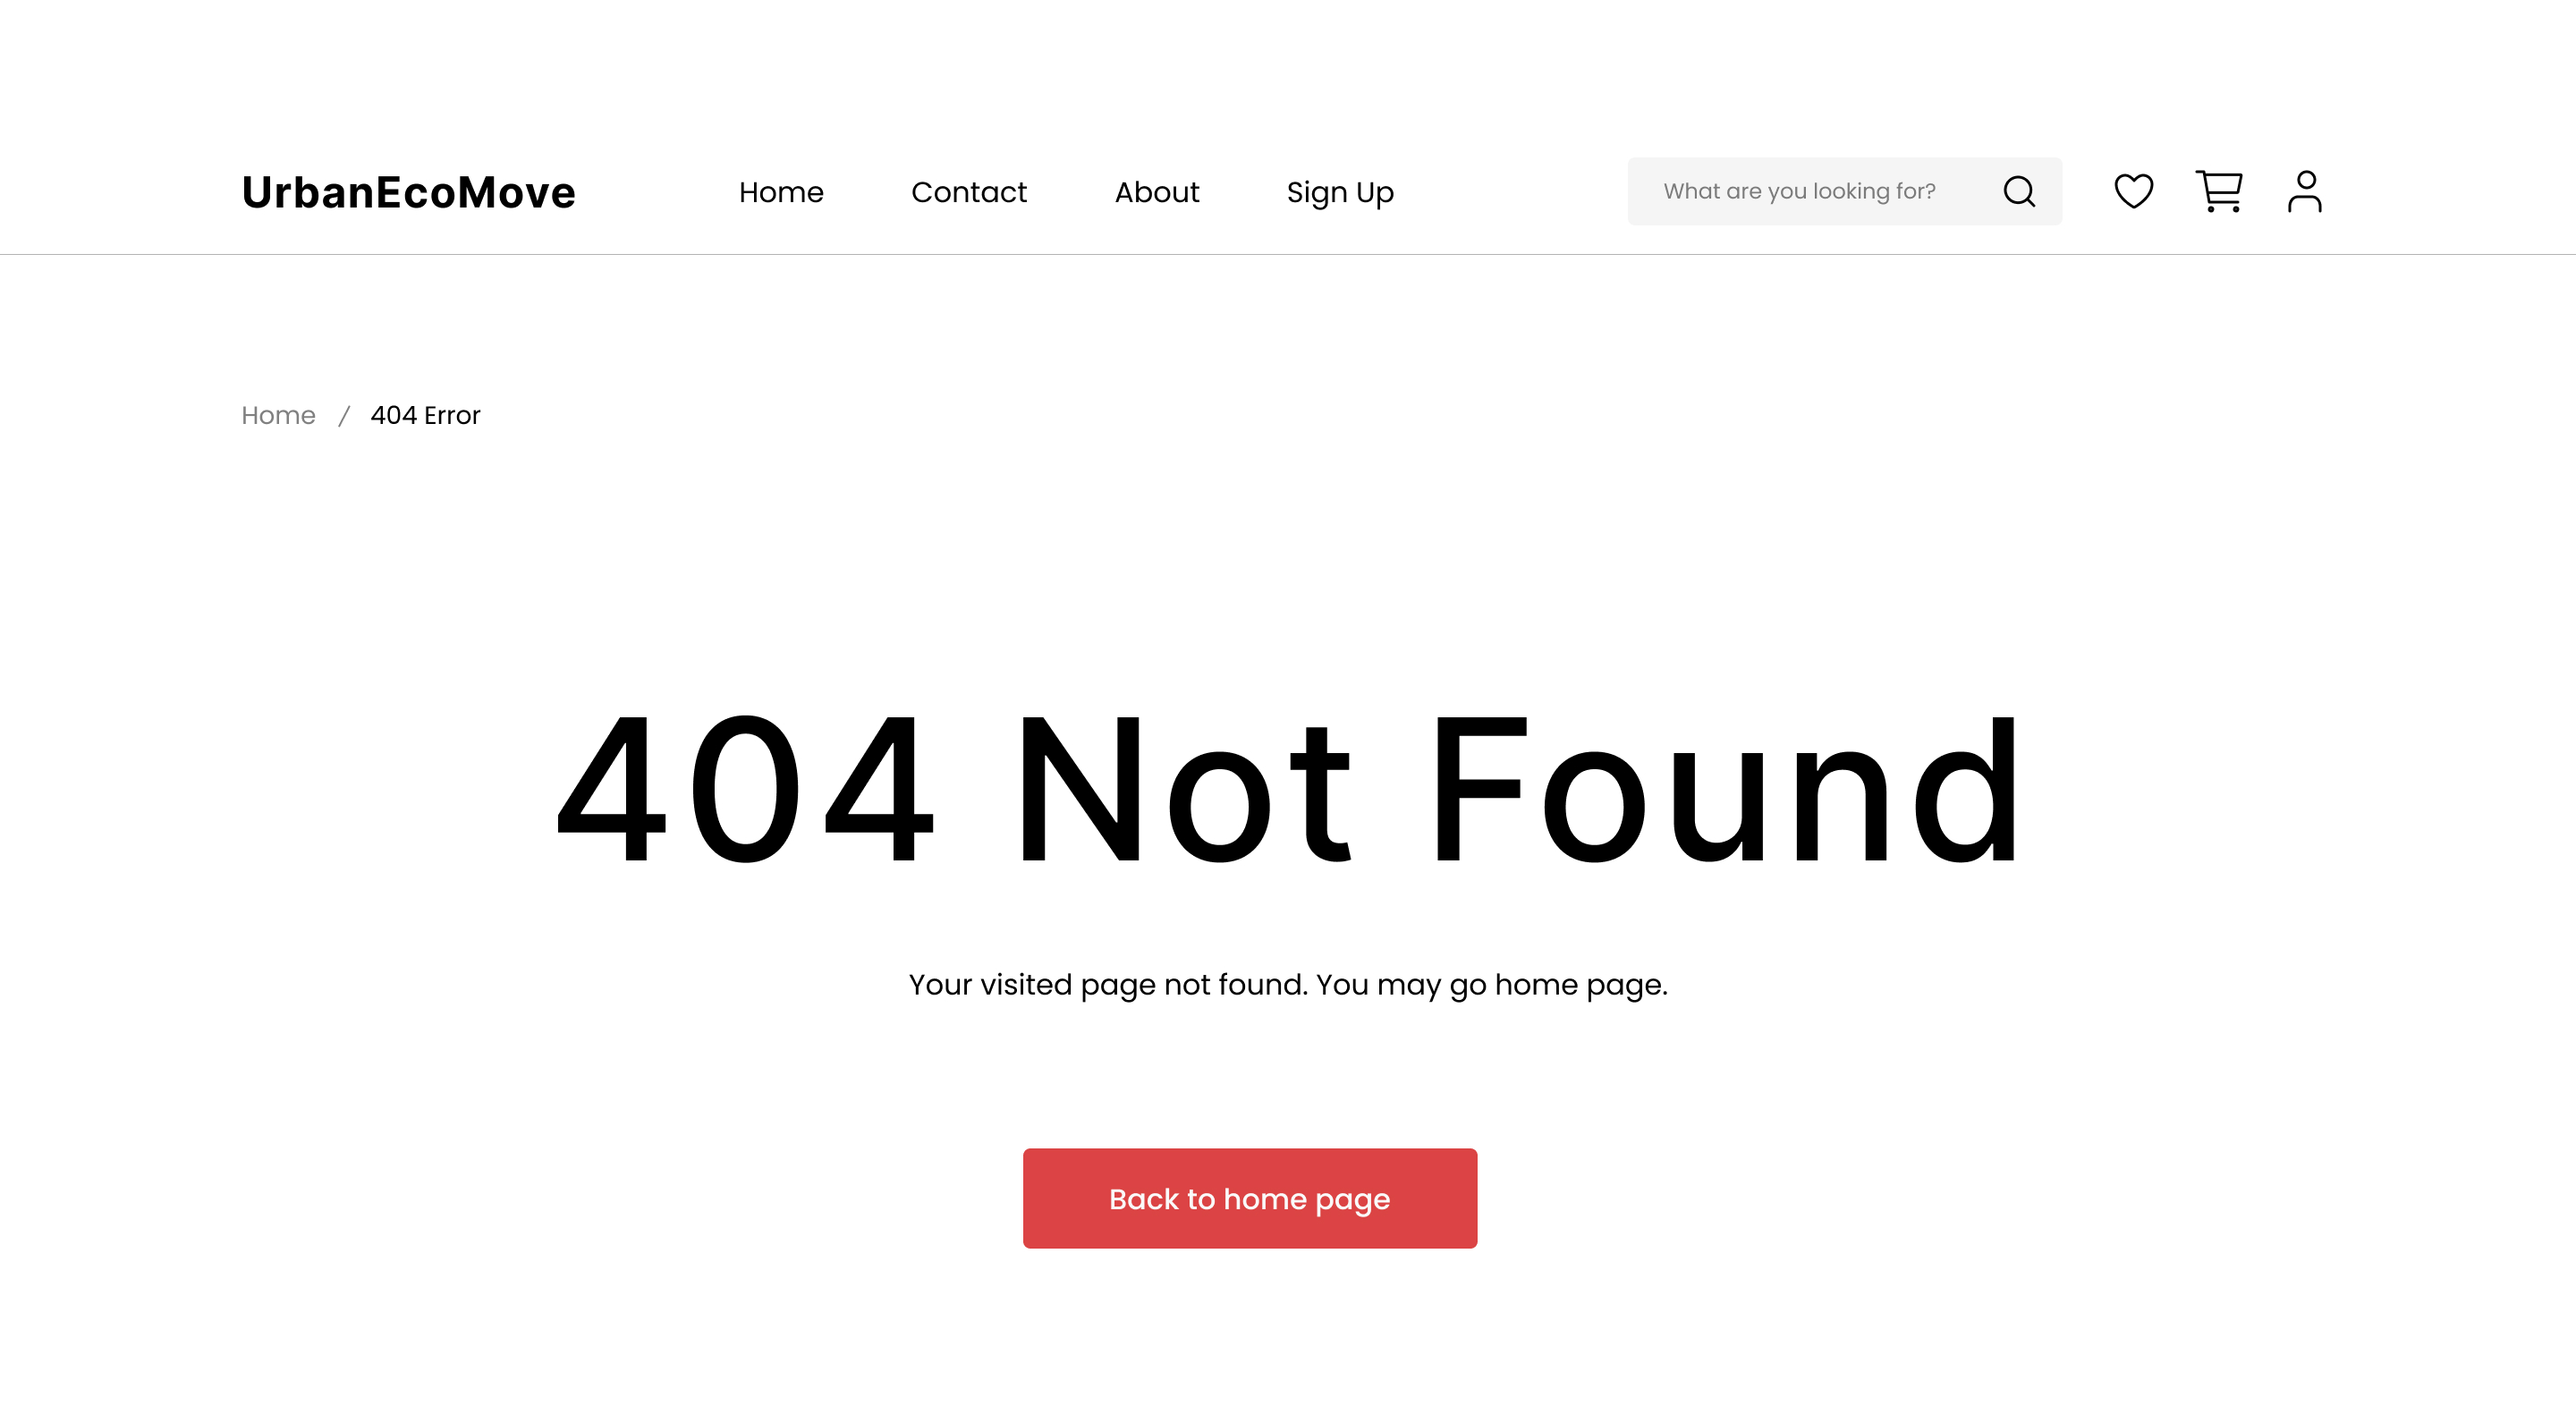 UrbanEcoMove Home Contact About Sign Up What are you looking for?
Home / 404 Error
404 Not Found
Your visited page not found. You may go home page.
Back to home page